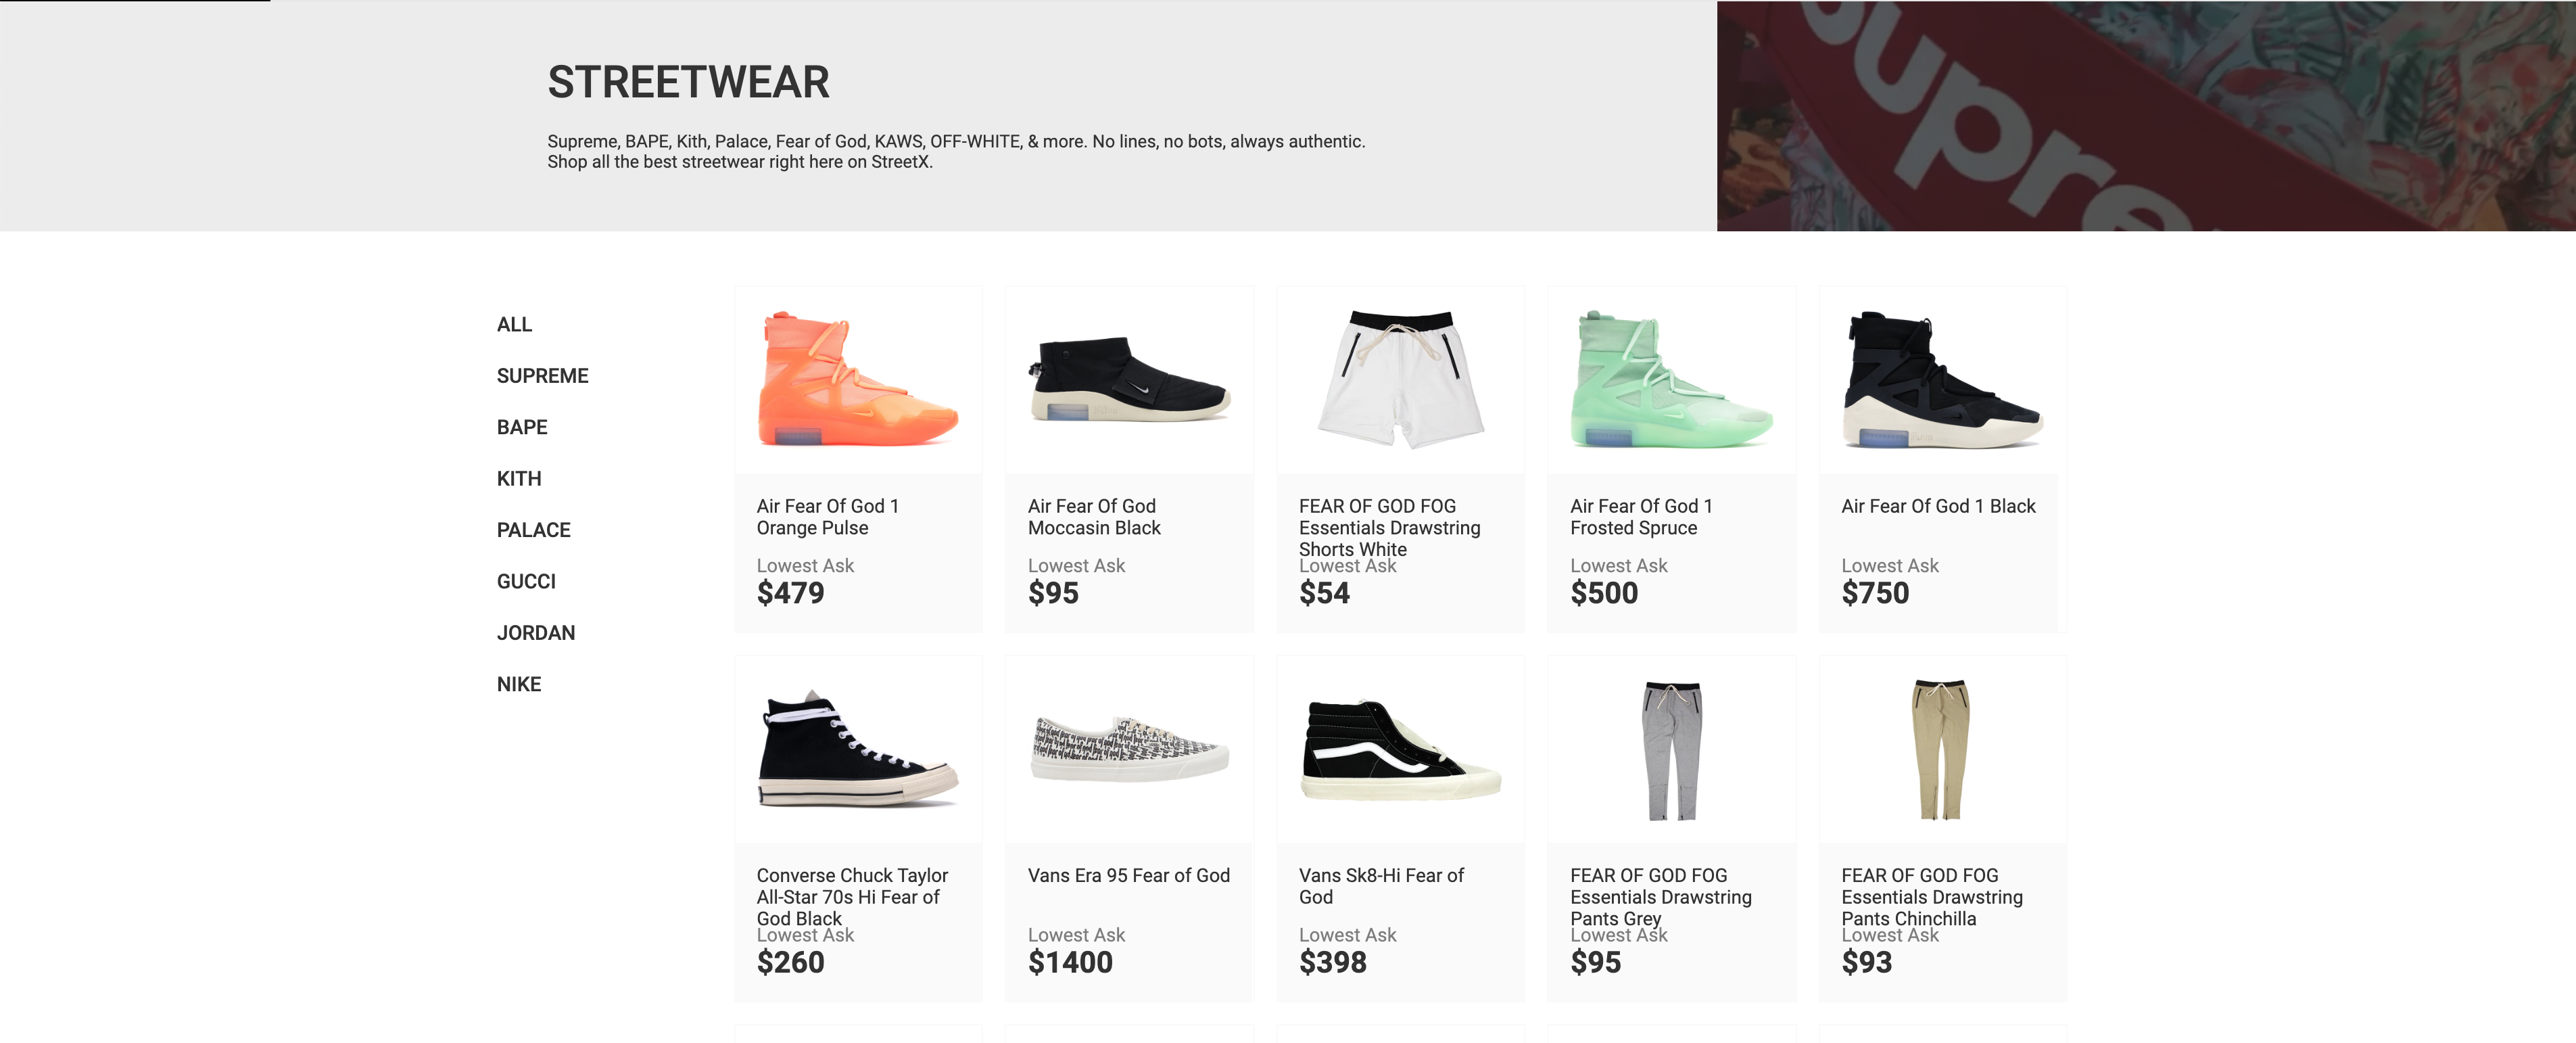 STREETWEAR
Supreme, BAPE, Kith, Palace, Fear of God, KAWS, OFF-WHITE, & more. No lines, no bots, always authentic.
Shop all the best streetwear right here on StreetX.
Supre
ALL
SUPREME
BAPE
KITH
PALACE
GUCCI
JORDAN
NIKE
Air Fear Of God 1
Orange Pulse
Lowest Ask
$479
Air Fear Of God
Moccasin Black
Lowest Ask
$95
FEAR OF GOD FOG
Essentials Drawstring
Shorts White
Lowest Ask
$54
Air Fear Of God 1
Frosted Spruce
Lowest Ask
$500
Air Fear Of God 1 Black
Lowest Ask
$750
Converse Chuck Taylor
All-Star 70s Hi Fear of
God Black
Lowest Ask
$260
Vans Era 95 Fear of God
Lowest Ask
$1400
Vans Sk8-Hi Fear of
God
Lowest Ask
$398
FEAR OF GOD FOG
Essentials Drawstring
Pants Grey
Lowest Ask
$95
FEAR OF GOD FOG
Essentials Drawstring
Pants Chinchilla
Lowest Ask
$93